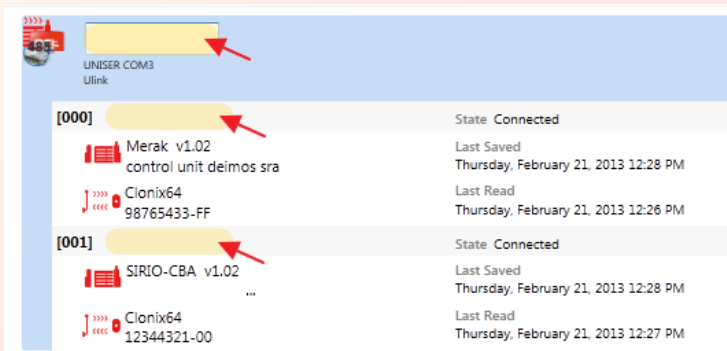 485
UNISER COM3
Ulink
[000] State Connected
Merak v1.02 Last Saved
control unit deimos sra Thursday, February 21, 2013 12:28 PM
Clonix64 Last Read
98765433-FF Thursday, February 21, 2013 12:26 PM
[001] State Connected
SIRIO-CBA v1.02 Last Saved
... Thursday, February 21, 2013 12:28 PM
Clonix64 Last Read
12344321-00 Thursday, February 21, 2013 12:27 PM